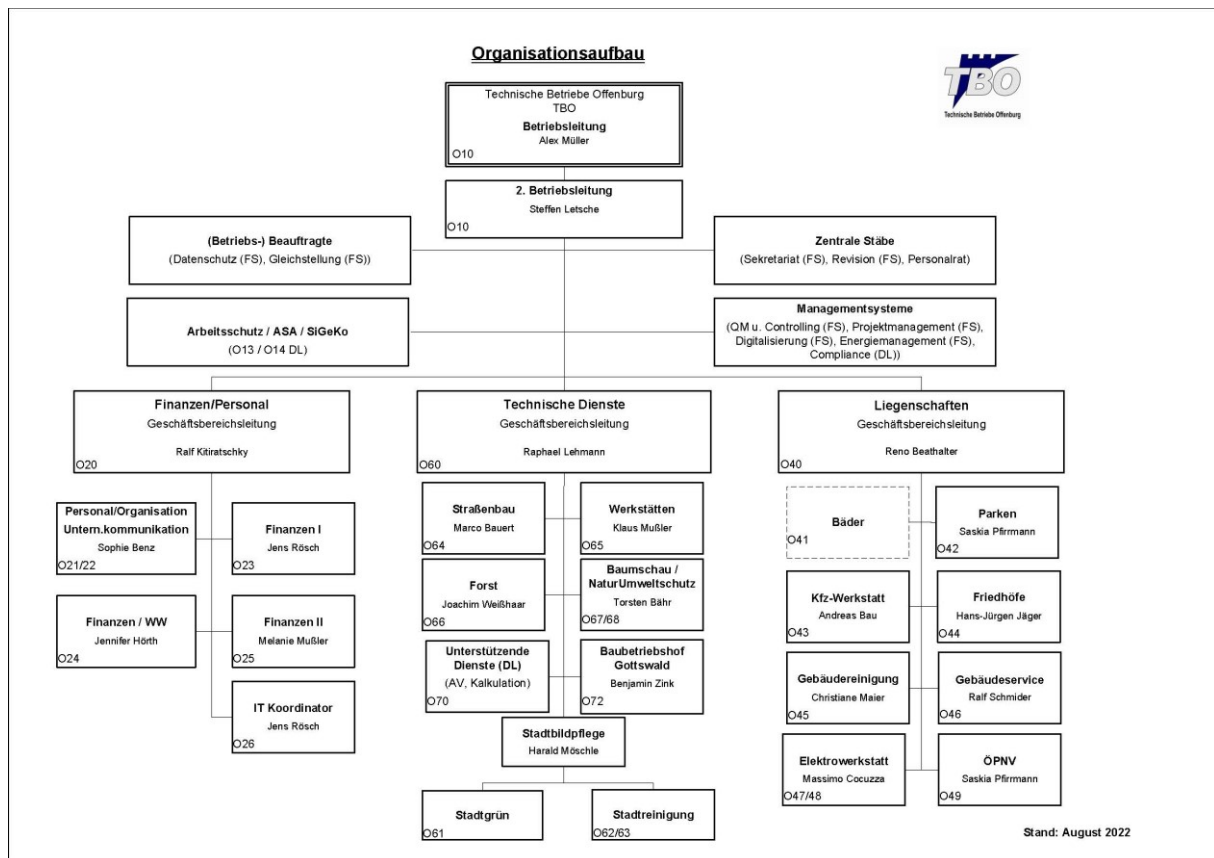 Organisationsaufbau
TBO
Technische Betriebe Offenburg
Technische Betriebe Offenburg
TBO
Betriebsleitung
Alex Müller
O10
2. Betriebsleitung
Steffen Letsche
O10
(Betriebs-) Beauftragte
(Datenschutz (FS), Gleichstellung (FS))
Zentrale Stäbe
(Sekretariat (FS), Revision (FS), Personalrat)
Arbeitsschutz / ASA / SiGeKo
(O13 / O14 DL)
Managementsysteme
(QM u. Controlling (FS), Projektmanagement (FS),
Digitalisierung (FS), Energiemanagement (FS),
Compliance (DL))
Finanzen/Personal
Geschäftsbereichsleitung
Ralf Kitiratschky
O20
Technische Dienste
Geschäftsbereichsleitung
Raphael Lehmann
O60
Liegenschaften
Geschäftsbereichsleitung
Reno Beathalter
O40
Personal/Organisation
Untern.kommunikation
Sophie Benz
O21/22
Finanzen I
Jens Rösch
O23
Finanzen / WW
Jennifer Hörth
O24
Finanzen II
Melanie Mußler
O25
IT Koordinator
Jens Rösch
O26
Straßenbau
Marco Bauert
O64
Werkstätten
Klaus Mußler
O65
Forst
Joachim Weißhaar
O66
Baumschau /
NaturUmweltschutz
Torsten Bähr
O67/68
Unterstützende
Dienste (DL)
(AV, Kalkulation)
O70
Baubetriebshof
Gottswald
Benjamin Zink
O72
Stadtbildpflege
Harald Möschle
Stadtgrün
O61
Stadtreinigung
O62/63
Bäder
O41
Parken
Saskia Pfirrmann
O42
Kfz-Werkstatt
Andreas Bau
O43
Friedhöfe
Hans-Jürgen Jäger
O44
Gebäudereinigung
Christiane Maier
O45
Gebäudeservice
Ralf Schmider
O46
Elektrowerkstatt
Massimo Cocuzza
O47/48
ÖPNV
Saskia Pfirrmann
O49
Stand: August 2022